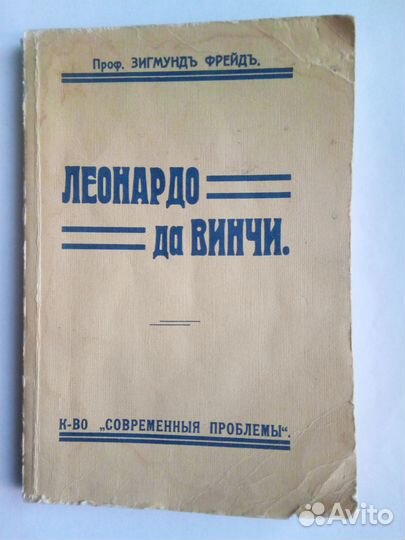 Проф. ЗИГМУНДЪ ФРЕЙДЪ.
ЛЕОНАРДО
да ВИНЧИ.
К-ВО „СОВРЕМЕННЫЯ ПРОБЛЕМЫ“.
Avito